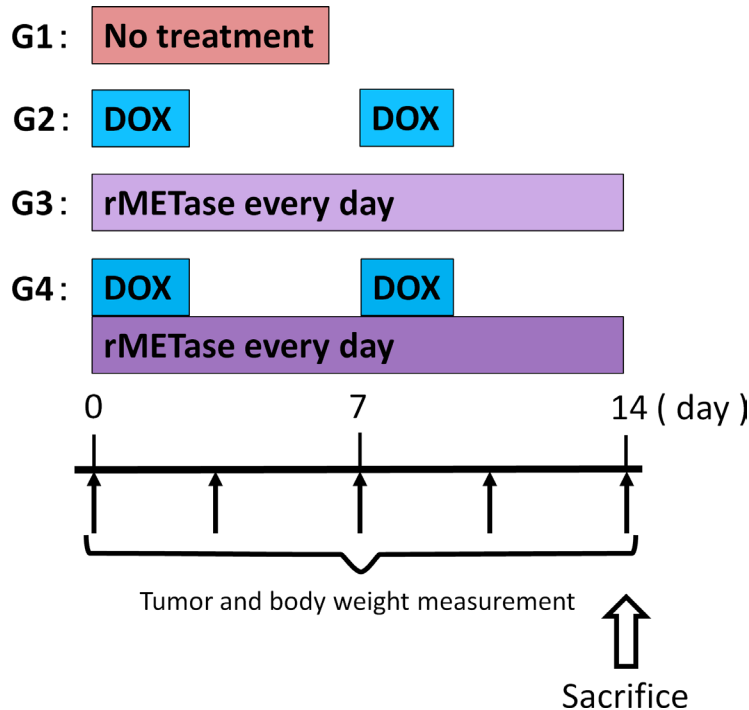 G1: No treatment
G2: DOX DOX
G3: rMETase every day
G4: DOX DOX
rMETase every day
0 7 14 ( day )
Tumor and body weight measurement
Sacrifice